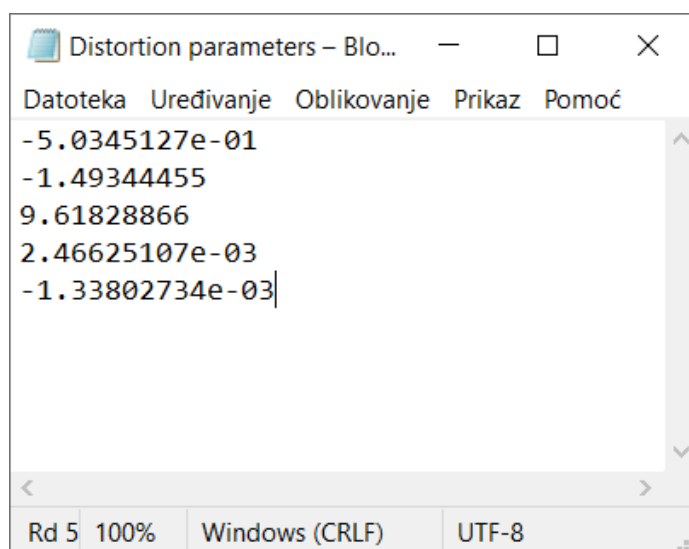 Distortion parameters – Blo...
Datoteka Uređivanje Oblikovanje Prikaz Pomoć
-5.0345127e-01
-1.49344455
9.61828866
2.46625107e-03
-1.33802734e-03
Rd 5 100% Windows (CRLF) UTF-8